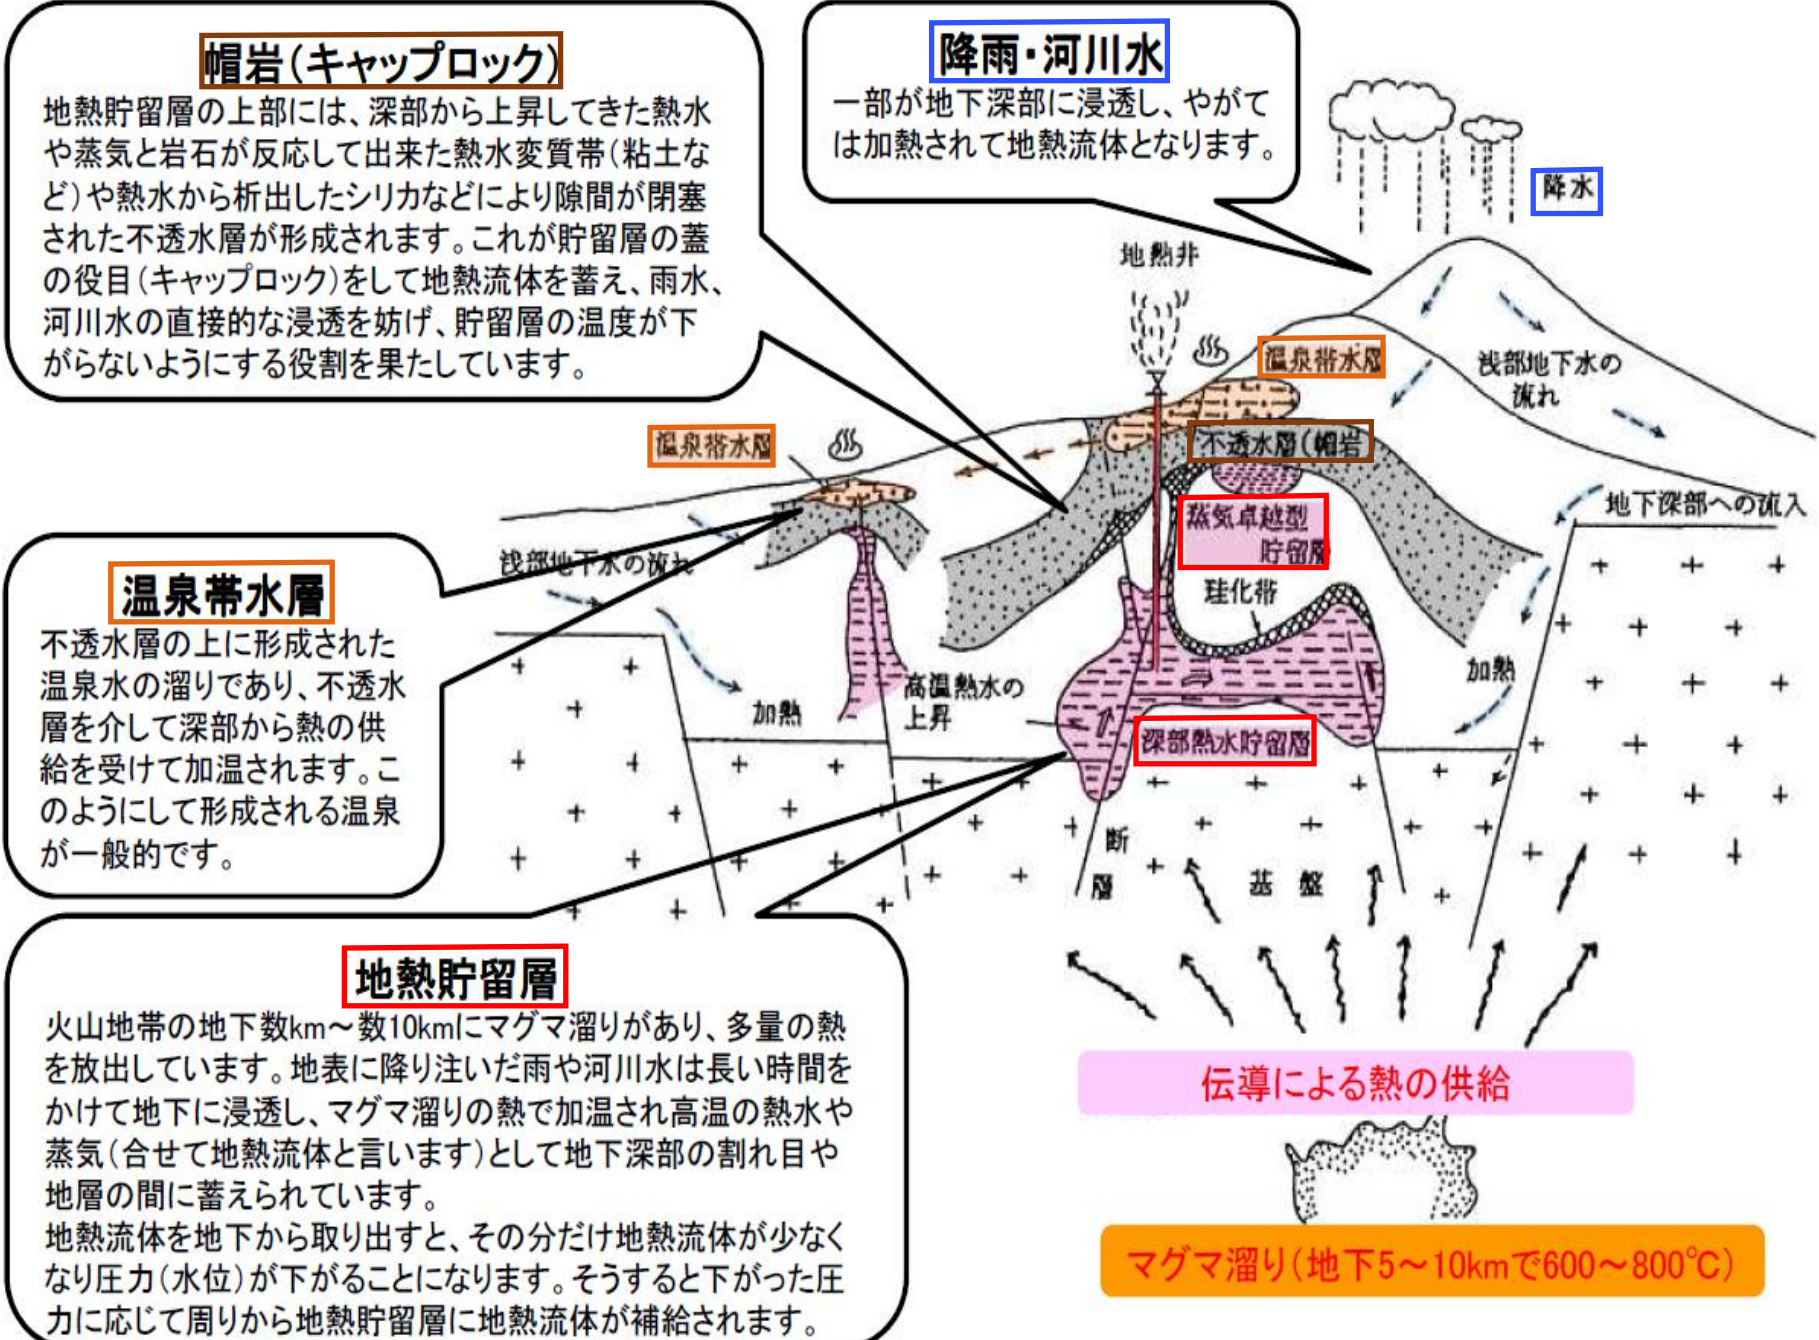 帽岩(キャップロック)
地熱貯留層の上部には、深部から上昇してきた熱水
や蒸気と岩石が反応して出来た熱水変質帯(粘土な
ど)や熱水から析出したシリカなどにより隙間が閉塞
された不透水層が形成されます。これが貯留層の蓋
の役目(キャップロック)をして地熱流体を蓄え、雨水、
河川水の直接的な浸透を妨げ、貯留層の温度が下
がらないようにする役割を果たしています。
降雨・河川水
一部が地下深部に浸透し、やがて
は加熱されて地熱流体となります。
降水
地熱井
温泉帯水層
浅部地下水の
流れ
温泉帯水層
不透水層(帽岩
地下深部への流入
蒸気卓越型
貯留層
浅部地下水の流れ
珪化帯
温泉帯水層
不透水層の上に形成された
温泉水の溜りであり、不透水
層を介して深部から熱の供
給を受けて加温されます。こ
のようにして形成される温泉
が一般的です。
加熱
高温熱水の
上昇
加熱
深部熱水貯留層
断
層
基盤
地熱貯留層
火山地帯の地下数km～数10kmにマグマ溜りがあり、多量の熱
を放出しています。地表に降り注いだ雨や河川水は長い時間を
かけて地下に浸透し、マグマ溜りの熱で加温され高温の熱水や
蒸気(合せて地熱流体と言います)として地下深部の割れ目や
地層の間に蓄えられています。
地熱流体を地下から取り出すと、その分だけ地熱流体が少なく
なり圧力(水位)が下がることになります。そうすると下がった圧
力に応じて周りから地熱貯留層に地熱流体が補給されます。
伝導による熱の供給
マグマ溜り(地下5～10kmで600～800℃)